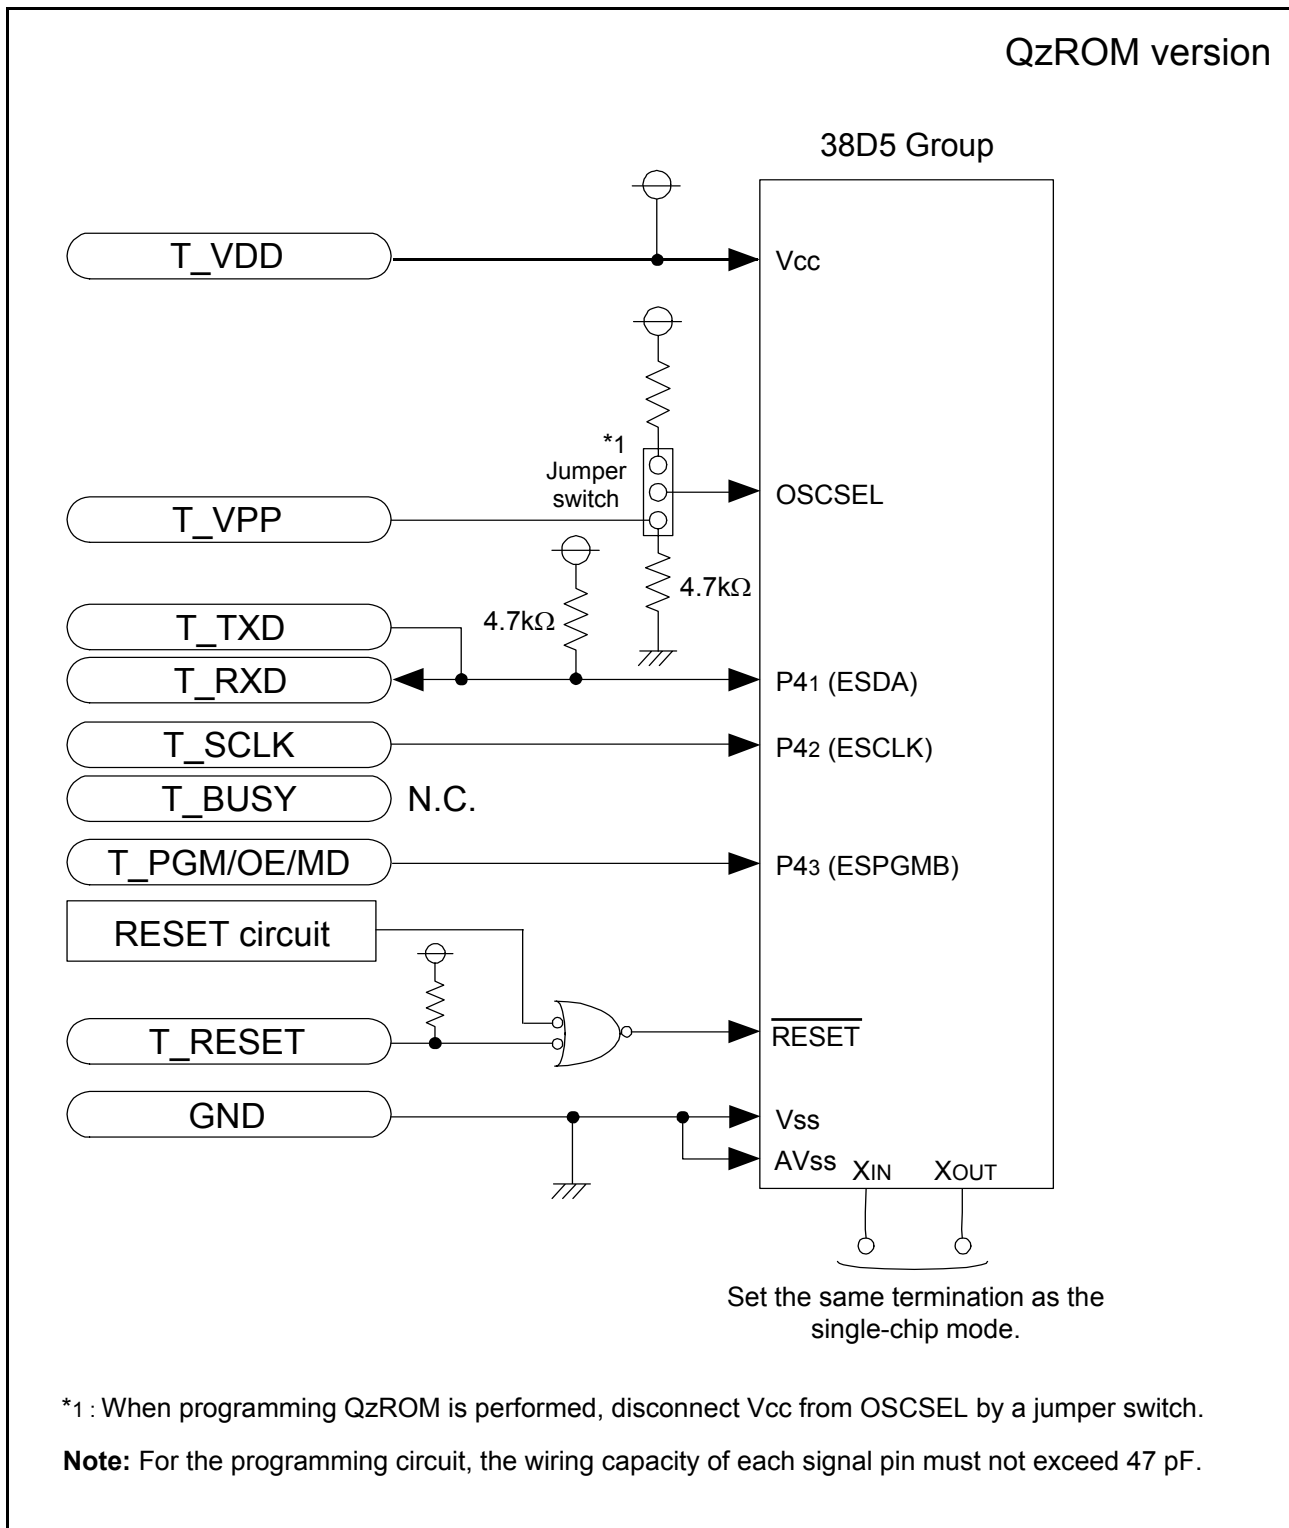 QzROM version
38D5 Group
T_VDD
Vcc
*1
Jumper
switch
OSCSEL
T_VPP
4.7kΩ
T_TXD
4.7kΩ
T_RXD
P41 (ESDA)
T_SCLK
P42 (ESCLK)
T_BUSY
N.C.
T_PGM/OE/MD
P43 (ESPGMB)
RESET circuit
T_RESET
RESET
GND
Vss
AVss
XIN
XOUT
Set the same termination as the
single-chip mode.
*1 : When programming QzROM is performed, disconnect Vcc from OSCSEL by a jumper switch.
Note: For the programming circuit, the wiring capacity of each signal pin must not exceed 47 pF.